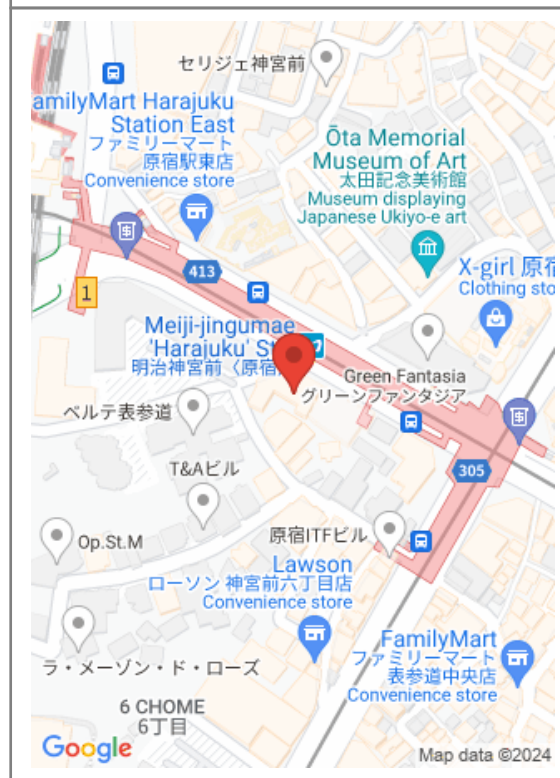 セリジェ神宮前
amilyMart Harajuku
Station East
ファミリーマート
原宿駅東店
Convenience store
Ōta Memorial
Museum of Art
太田記念美術館
Museum displaying
Japanese Ukiyo-e art
413
X-girl 原宿
Clothing sto
1
Meiji-jingumae
'Harajuku' St
明治神宮前〈原宿
Green Fantasia
グリーンファンタジア
ベルテ表参道
305
T&Aビル
原宿ITFビル
Op.St.M
Lawson
ローソン 神宮前六丁目店
Convenience store
FamilyMart
ファミリーマート
表参道中央店
Convenience store
ラ・メーゾン・ド・ローズ
6 CHOME
6丁目
Google
Map data ©2024